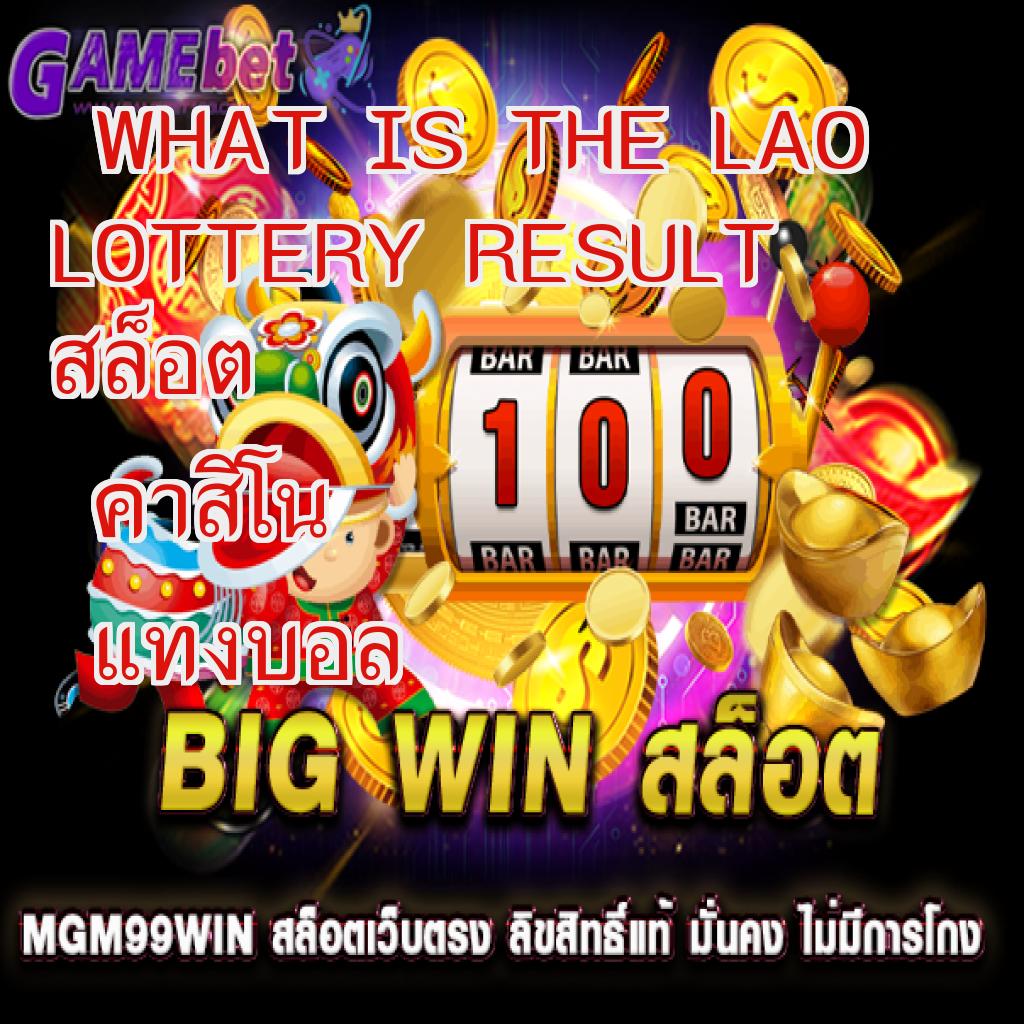 GAMEbet
WHAT IS THE LAO
LOTTERY RESULT
สล็อต
คาสิโน
แทงบอล
BAR BAR
1 0 0
BAR
BAR BAR BAR
BIG WIN สล็อต
MGM99WIN สล็อตเว็บตรง ลิขสิทธิ์แท้ มั่นคง ไม่มีการโกง